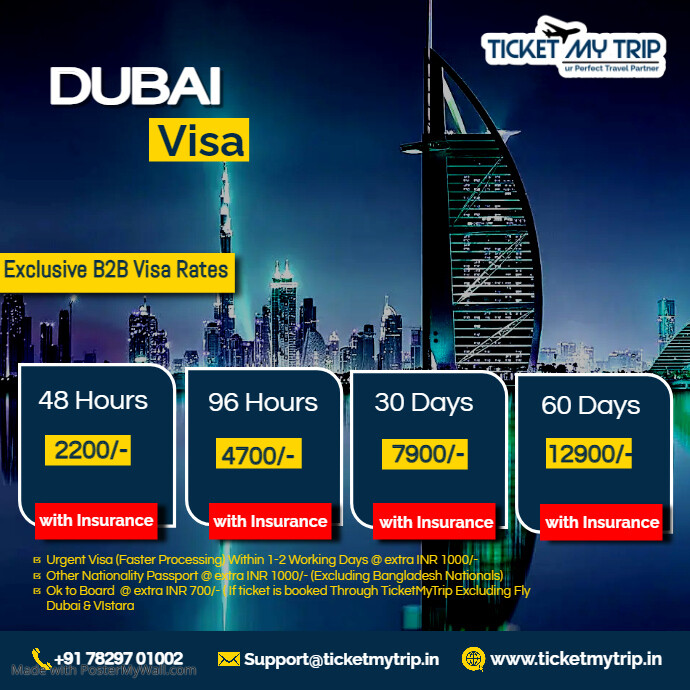 TICKET MY TRIP
ur Perfect Travel Partner
DUBAI
Visa
Exclusive B2B Visa Rates
48 Hours
2200/-
with Insurance
96 Hours
4700/-
with Insurance
30 Days
7900/-
with Insurance
60 Days
12900/-
with Insurance
Urgent Visa (Faster Processing) Within 1-2 Working Days @ extra INR 1000/-
Other Nationality Passport @ extra INR 1000/- (Excluding Bangladesh Nationals)
Ok to Board @ extra INR 700/- ( If ticket is booked Through TicketMyTrip Excluding Fly
Dubai & VIstara
+91 78297 01002
Support@ticketmytrip.in
www.ticketmytrip.in
Made with PosterMyWall.com